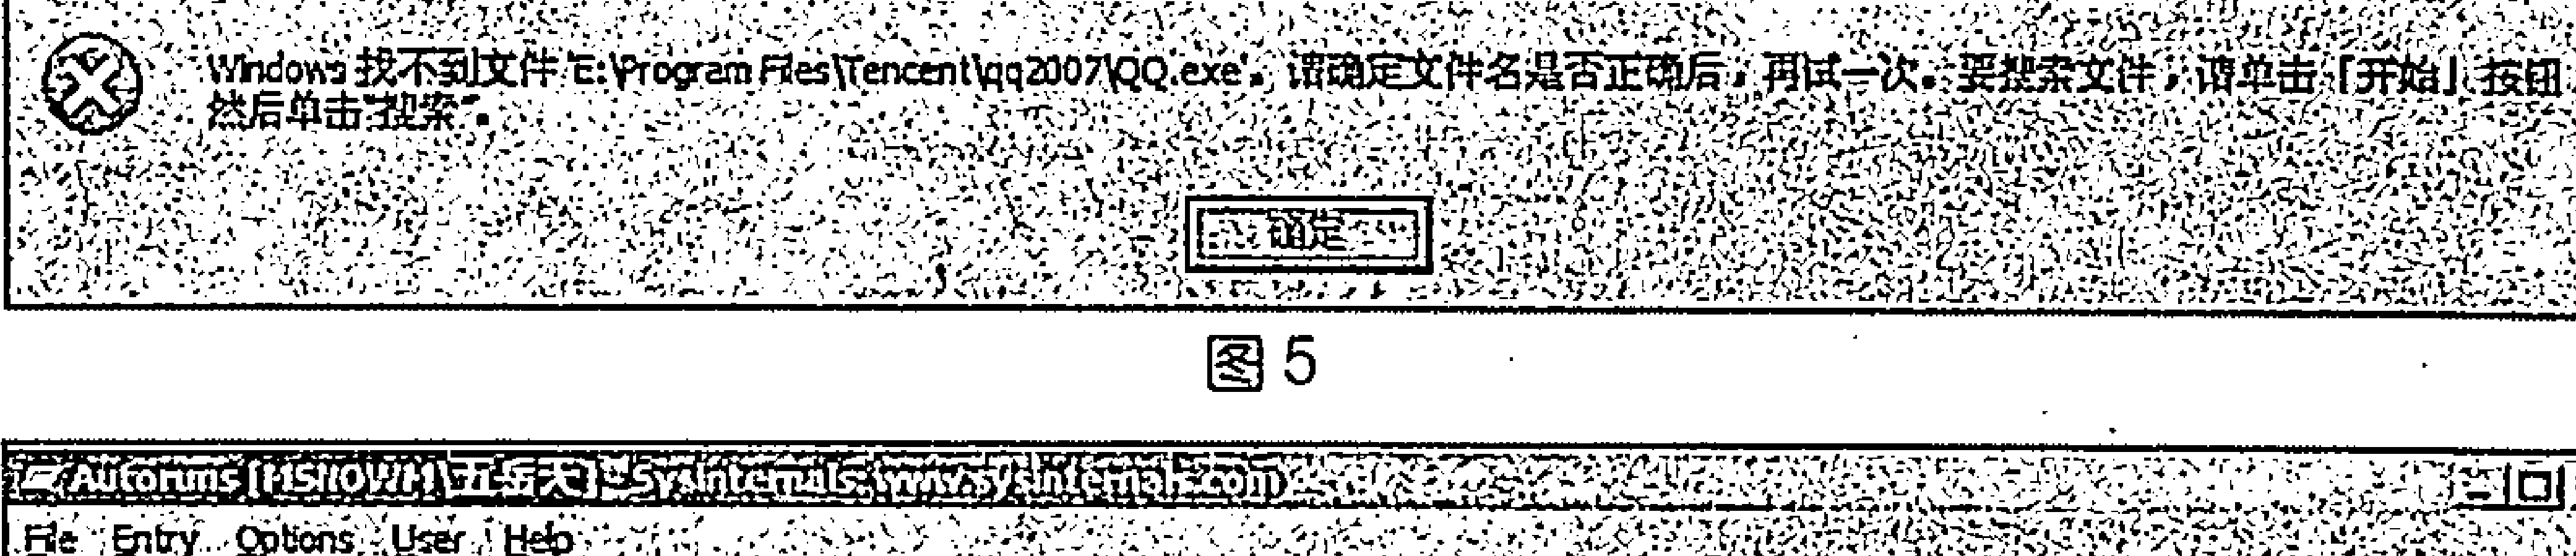 Windows 找不到文件'E:\Program Files\Tencent\qq2007\QQ.exe'。请确定文件名是否正确后，再试一次。要搜索文件，请单击「开始」按钮，
然后单击“搜索”。
确定
图 5
Autoruns [MSHOWM\五岳天] - Sysinternals: www.sysinternals.com
File Entry Options User Help